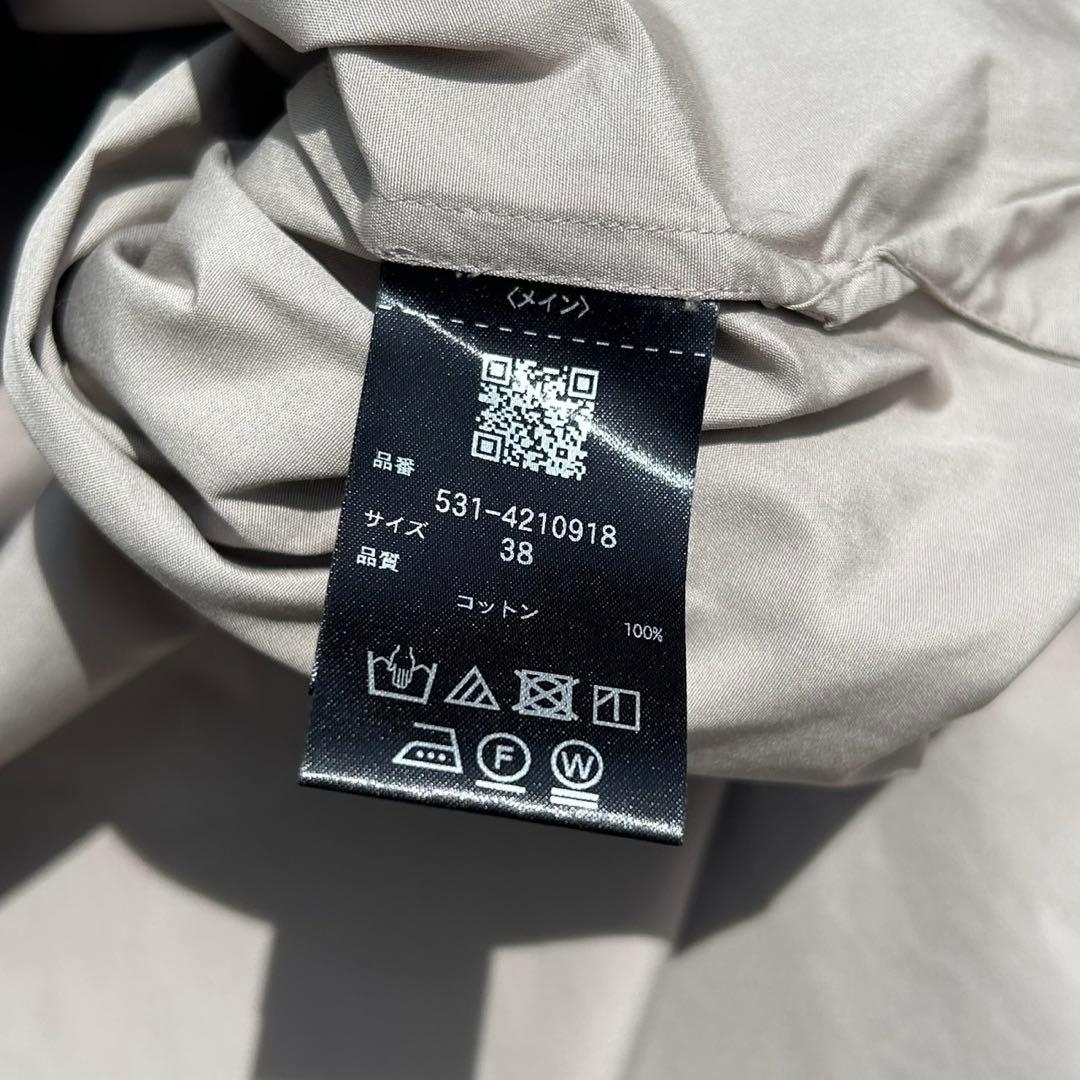 〈メイン〉
品番
531-4210918
サイズ 38
品質
コットン 100%
F W